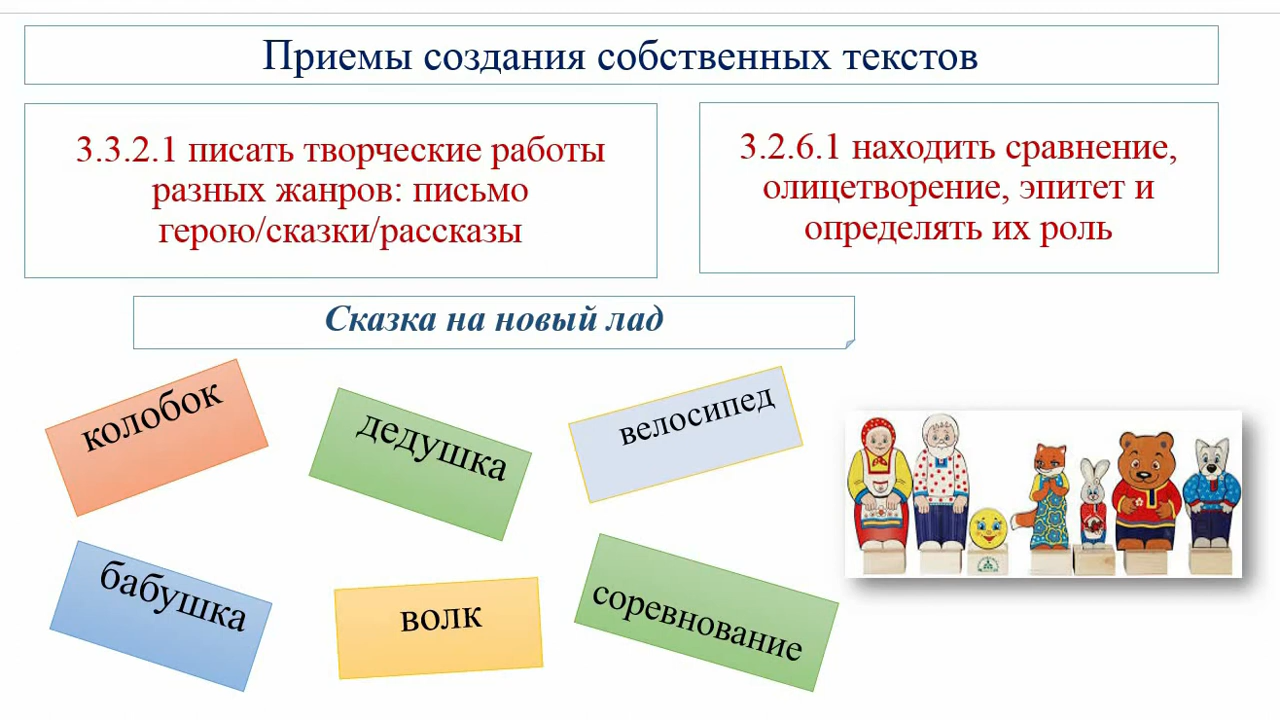 Приемы создания собственных текстов
3.3.2.1 писать творческие работы
разных жанров: письмо
герою/сказки/рассказы
3.2.6.1 находить сравнение,
олицетворение, эпитет и
определять их роль
Сказка на новый лад
колобок
дедушка
велосипед
бабушка
волк
соревнование